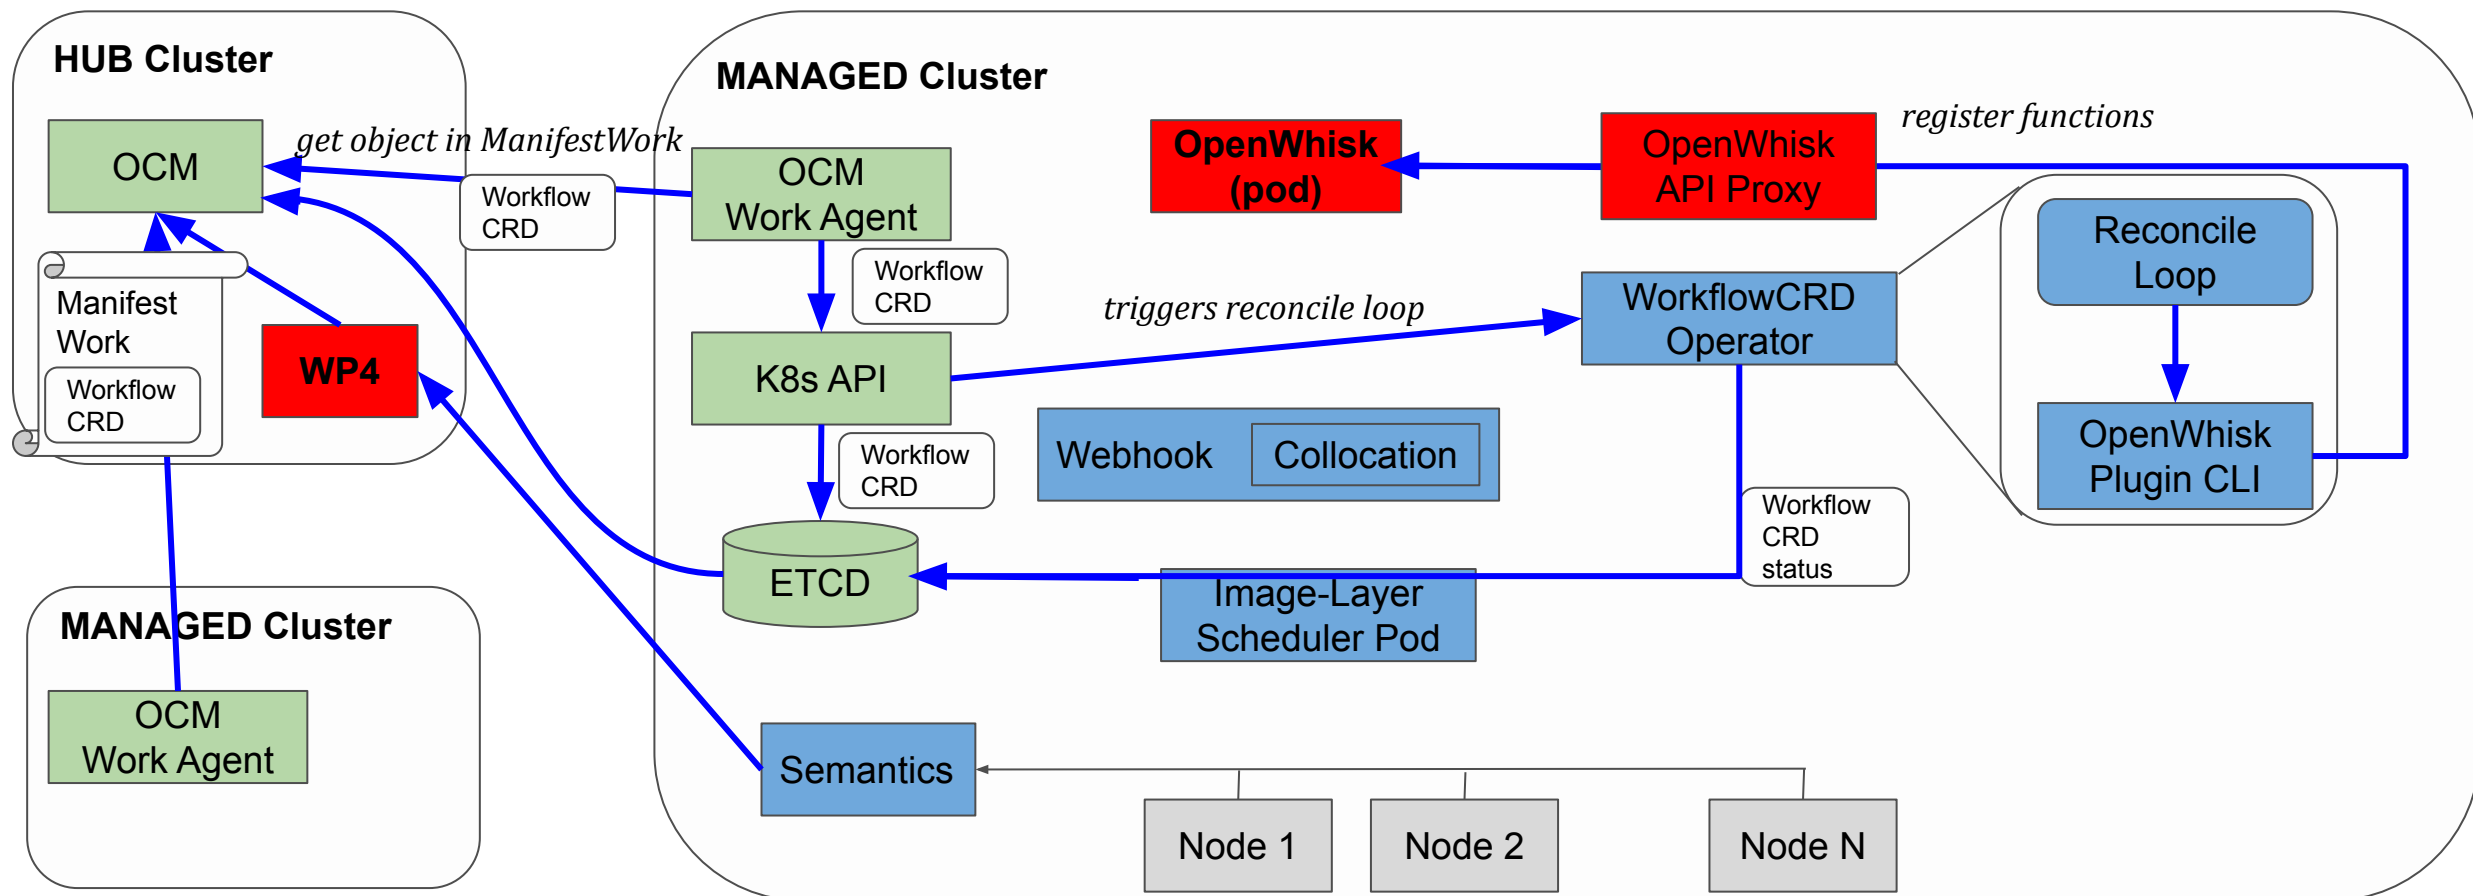 HUB Cluster
OCM
get object in ManifestWork
Workflow
CRD
Manifest
Work
Workflow
CRD
WP4
MANAGED Cluster
OCM
Work Agent
MANAGED Cluster
OCM
Work Agent
Workflow
CRD
K8s API
Workflow
CRD
ETCD
triggers reconcile loop
OpenWhisk
(pod)
OpenWhisk
API Proxy
register functions
WorkflowCRD
Operator
Reconcile
Loop
OpenWhisk
Plugin CLI
Webhook
Collocation
Workflow
CRD
status
Image-Layer
Scheduler Pod
Semantics
Node 1
Node 2
Node N